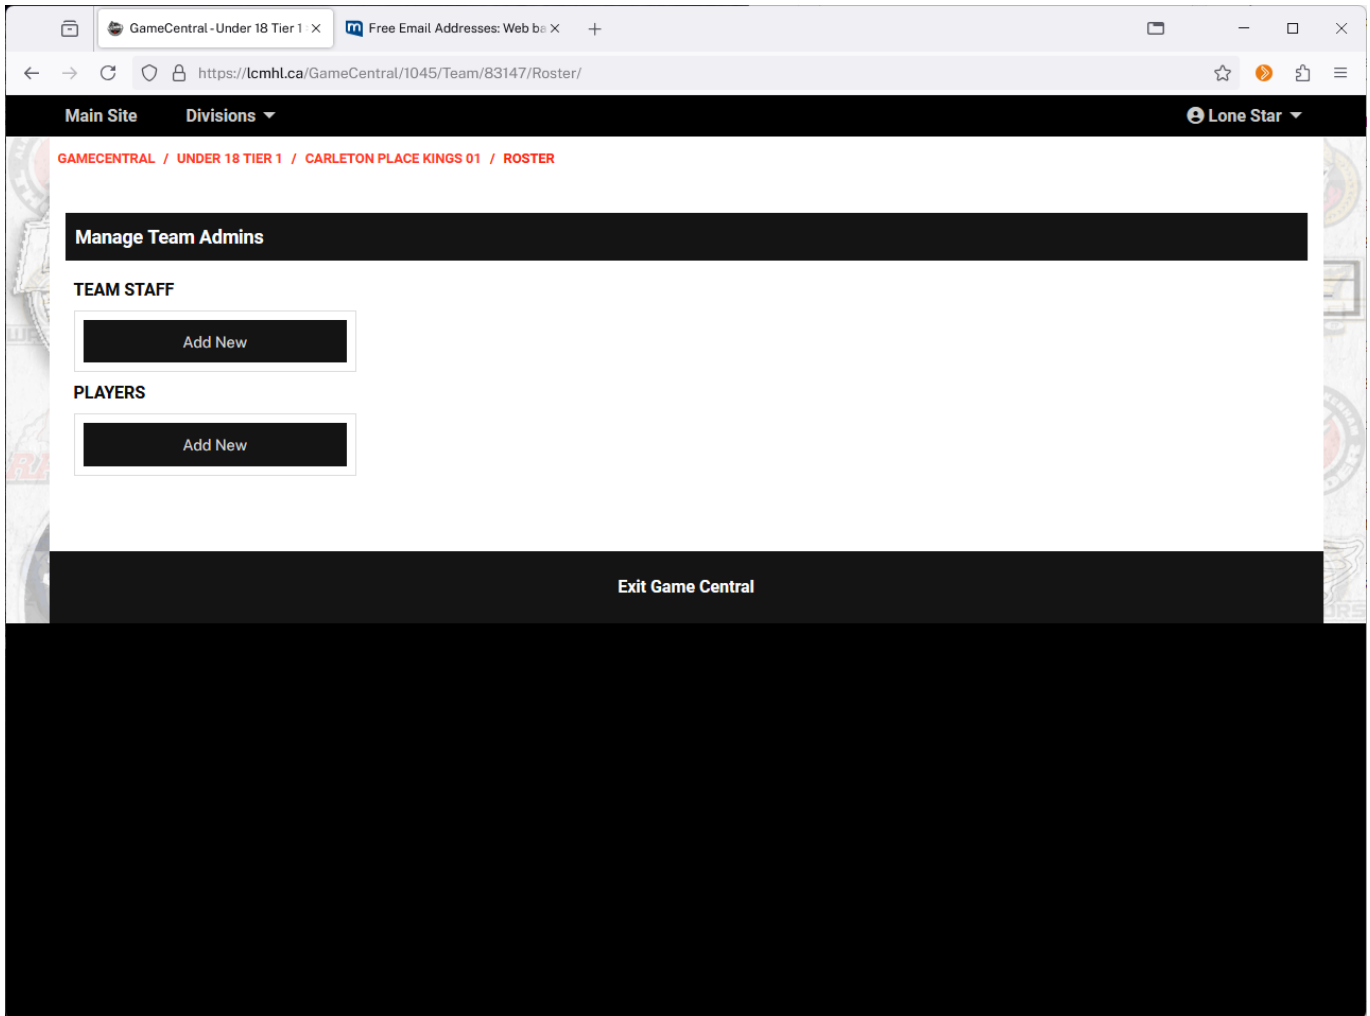 GameCentral - Under 18 Tier 1
Free Email Addresses: Web ba
https://lcmhl.ca/GameCentral/1045/Team/83147/Roster/
Main Site Divisions Lone Star
GAMECENTRAL / UNDER 18 TIER 1 / CARLETON PLACE KINGS 01 / ROSTER
Manage Team Admins
TEAM STAFF
Add New
PLAYERS
Add New
Exit Game Central